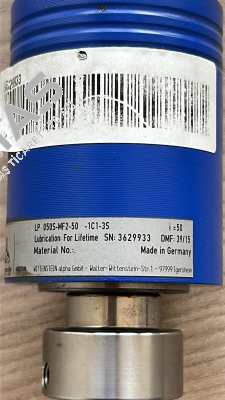 3629933
LP 050S-MF2-50 -1C1-3S i=50
Lubrication: For Lifetime SN: 3629933 DMF: 39/15
Material No.: Made in Germany
WITTENSTEIN alpha GmbH - Walter-Wittenstein-Str.1 - 97999 Igersheim